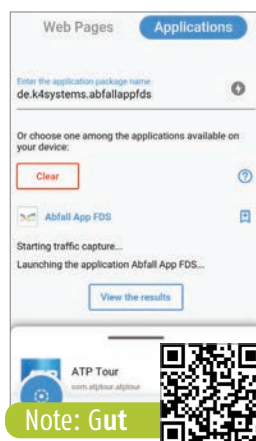 Web Pages
Applications
Enter the application package name
de.k4systems.abfallappfds
Or choose one among the applications available on
your device:
Clear
Abfall App FDS
Starting traffic capture...
Launching the application Abfall App FDS...
View the results
ATP Tour
com.atptour.atptour
Note: Gut